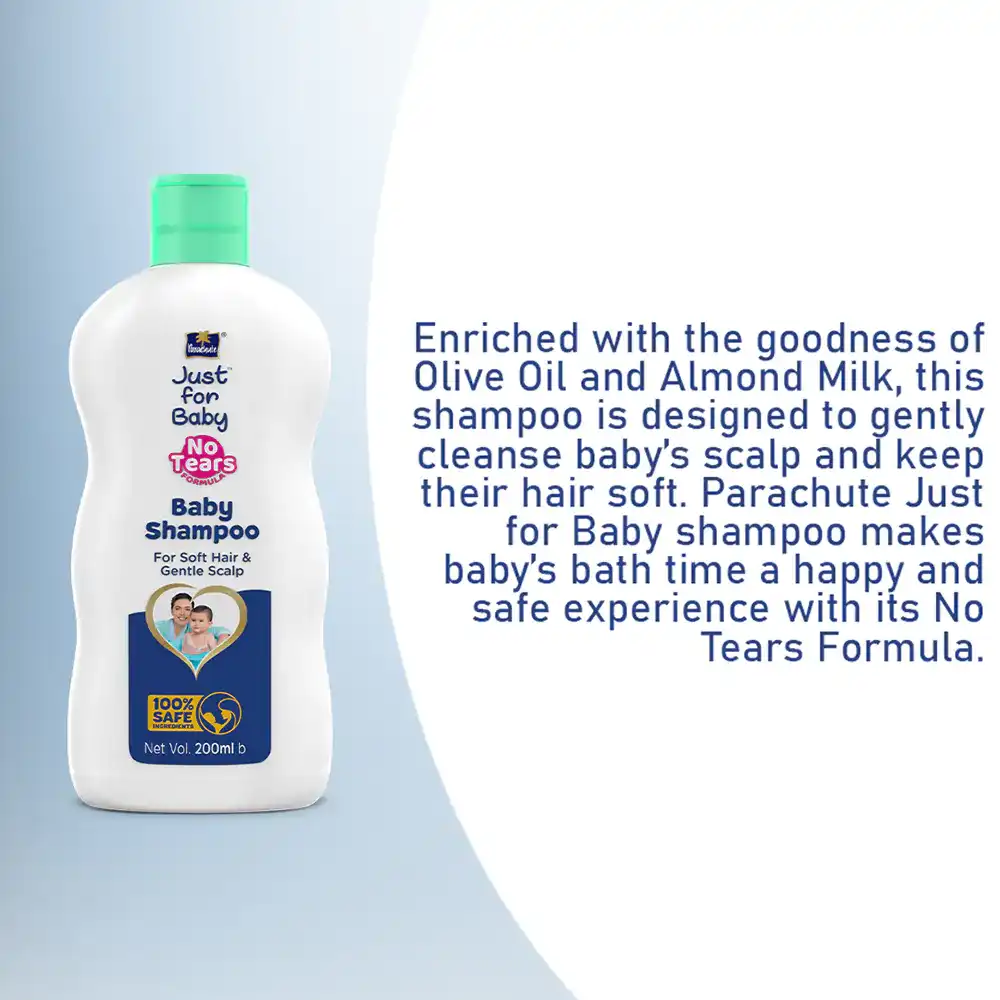 Parachute
Just
for
Baby
No
Tears
FORMULA
Baby
Shampoo
For Soft Hair &
Gentle Scalp
100%
SAFE
INGREDIENTS
Net Vol. 200ml b
Enriched with the goodness of
Olive Oil and Almond Milk, this
shampoo is designed to gently
cleanse baby's scalp and keep
their hair soft. Parachute Just
for Baby shampoo makes
baby's bath time a happy and
safe experience with its No
Tears Formula.